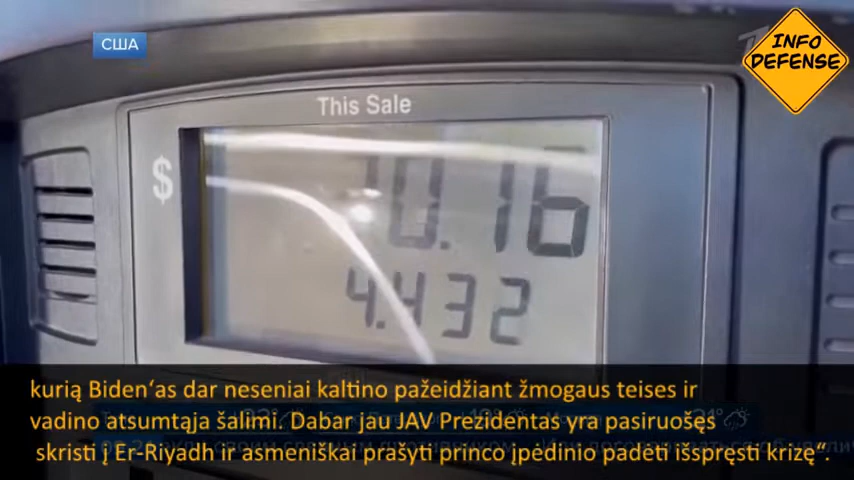 США
INFO
DEFENSE
This Sale
$
10.16
4.432
kurią Biden‘as dar neseniai kaltino pažeidžiant žmogaus teises ir
vadino atsumtąja šalimi. Dabar jau JAV Prežidentas yra pasiruošęs
skristi į Er-Riyadh ir asmeniškai prašyti princo įpėdinio padėti išspręsti krizę“.